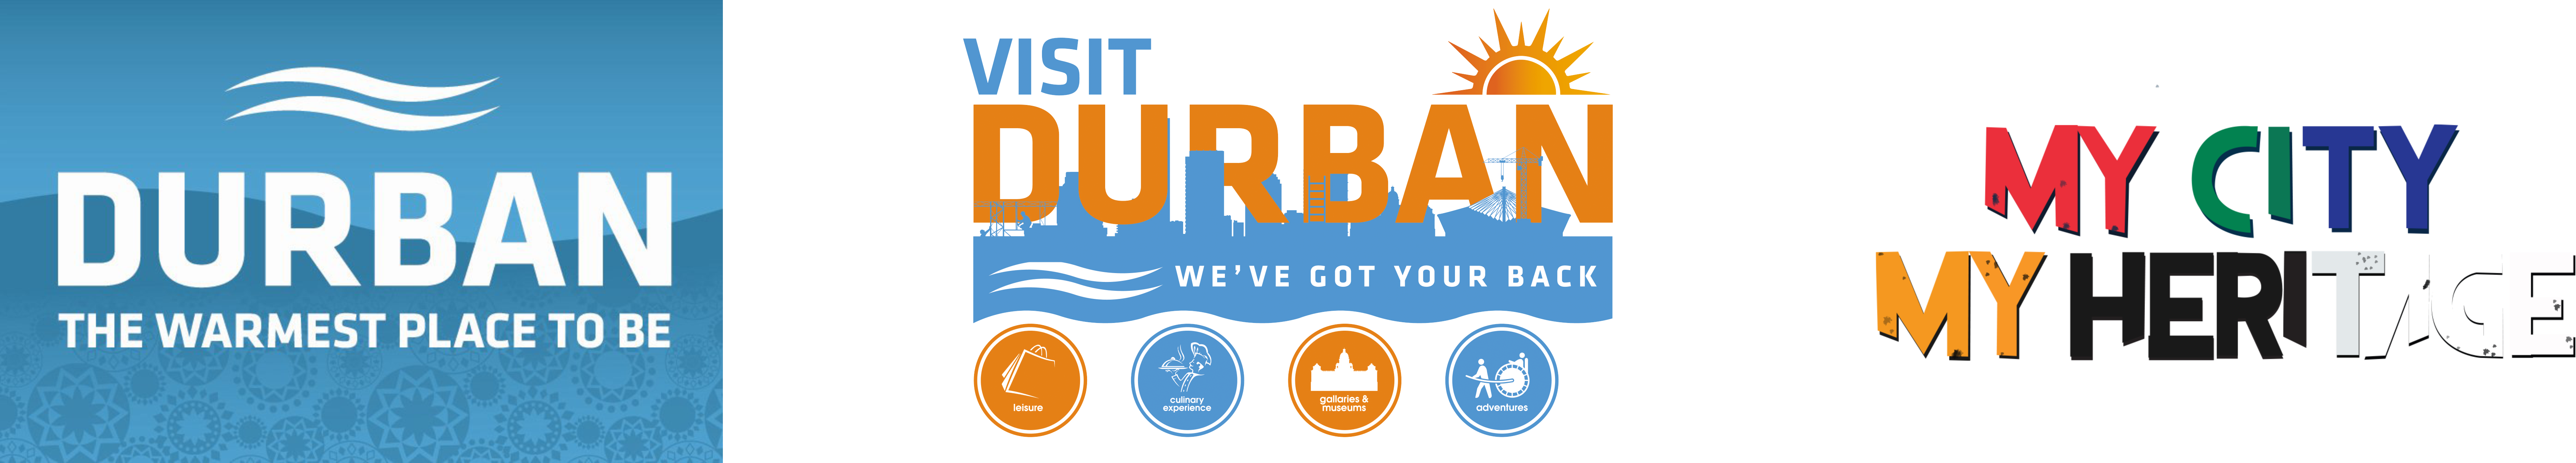 DURBAN
THE WARMEST PLACE TO BE
VISIT
DURBAN
WE'VE GOT YOUR BACK
leisure
culinary
experience
gallaries &
museums
adventures
MY CITY
MY HERITAGE